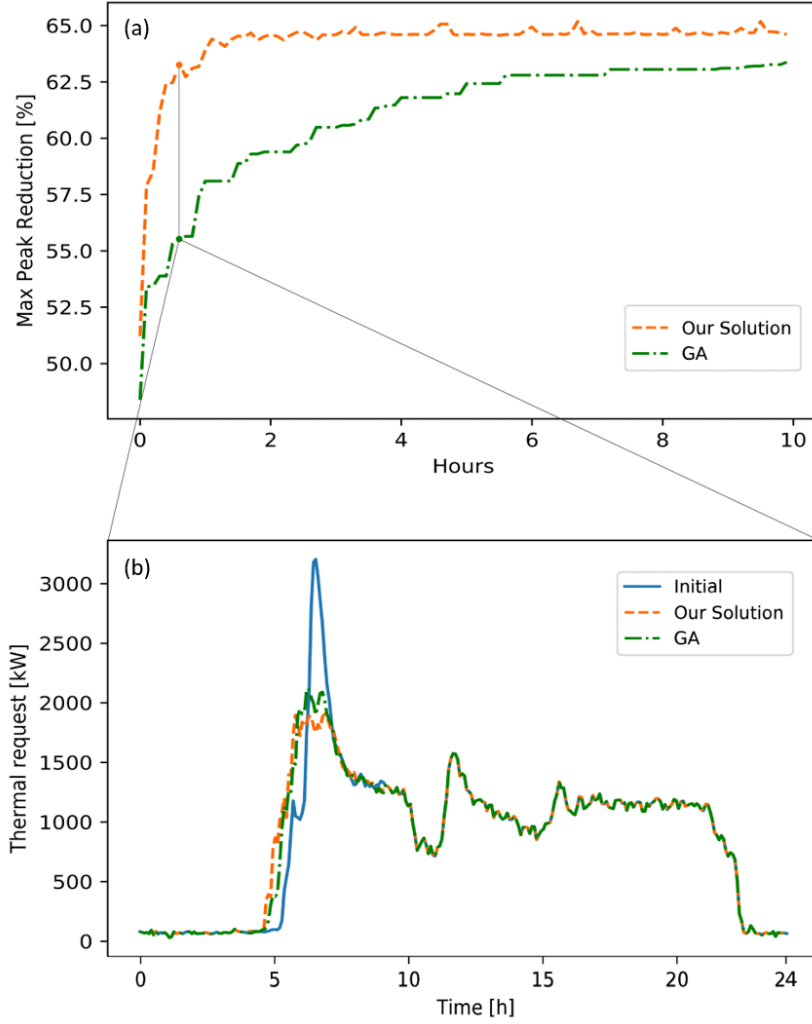 (a)
65.0
62.5
60.0
57.5
55.0
52.5
50.0
Max Peak Reduction [%]
Our Solution
GA
0 2 4 6 8 10
Hours
(b)
3000
2500
2000
1500
1000
500
0
Thermal request [kW]
Initial
Our Solution
GA
0 5 10 15 20 24
Time [h]